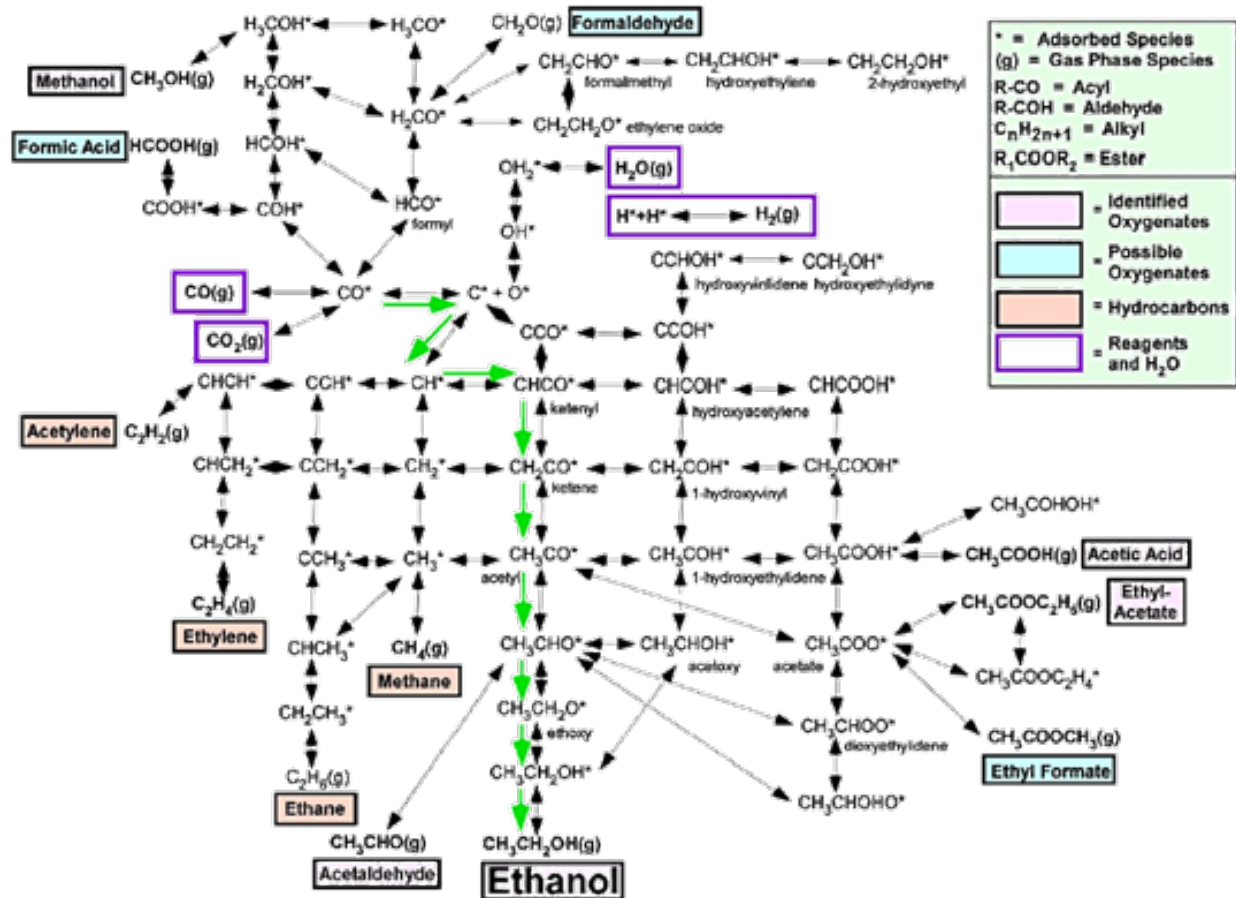 H₃COH*
H₃CO*
CH₂O(g)
Formaldehyde
Methanol
CH₃OH(g)
H₂COH*
CH₂CHO*
formalmethyl
CH₂CHOH*
hydroxyethylene
CH₂CH₂OH*
2-hydroxyethyl
H₂CO*
CH₂CH₂O*
ethylene oxide
Formic Acid
HCOOH(g)
HCOH*
COOH*
COH*
HCO*
formyl
OH₂*
H₂O(g)
H*+H*
H₂(g)
OH*
CO(g)
CO*
C* + O*
CO₂(g)
CCHOH*
hydroxyvinlidene
CCH₂OH*
hydroxyethylidyne
CCO*
CCOH*
CHCH*
CCH*
CH*
CHCO*
ketenyl
CHCOH*
hydroxyacetylene
CHCOOH*
Acetylene
C₂H₂(g)
CHCH₂*
CCH₂*
CH₂*
CH₂CO*
ketene
CH₂COH*
1-hydroxyvinyl
CH₂COOH*
CH₂CH₂*
CCH₃*
CH₃*
CH₃CO*
acetyl
CH₃COH*
1-hydroxyethylidene
CH₃COOH*
CH₃COHOH*
CH₃COOH(g)
Acetic Acid
C₂H₄(g)
Ethylene
CHCH₃*
CH₄(g)
Methane
CH₃CHO*
CH₃CHOH*
acetoxy
CH₃COO*
acetate
CH₃COOC₂H₅(g)
Ethyl-
Acetate
CH₃COOC₂H₄*
CH₂CH₃*
CH₃CH₂O*
ethoxy
CH₃CHOO*
dioxyethylidene
CH₃COOCH₃(g)
Ethyl Formate
C₂H₆(g)
Ethane
CH₃CH₂OH*
CH₃CHOHO*
CH₃CHO(g)
Acetaldehyde
CH₃CH₂OH(g)
Ethanol
* = Adsorbed Species
(g) = Gas Phase Species
R-CO = Acyl
R-COH = Aldehyde
CₙH₂ₙ₊₁ = Alkyl
R₁COOR₂ = Ester
= Identified
Oxygenates
= Possible
Oxygenates
= Hydrocarbons
= Reagents
and H₂O